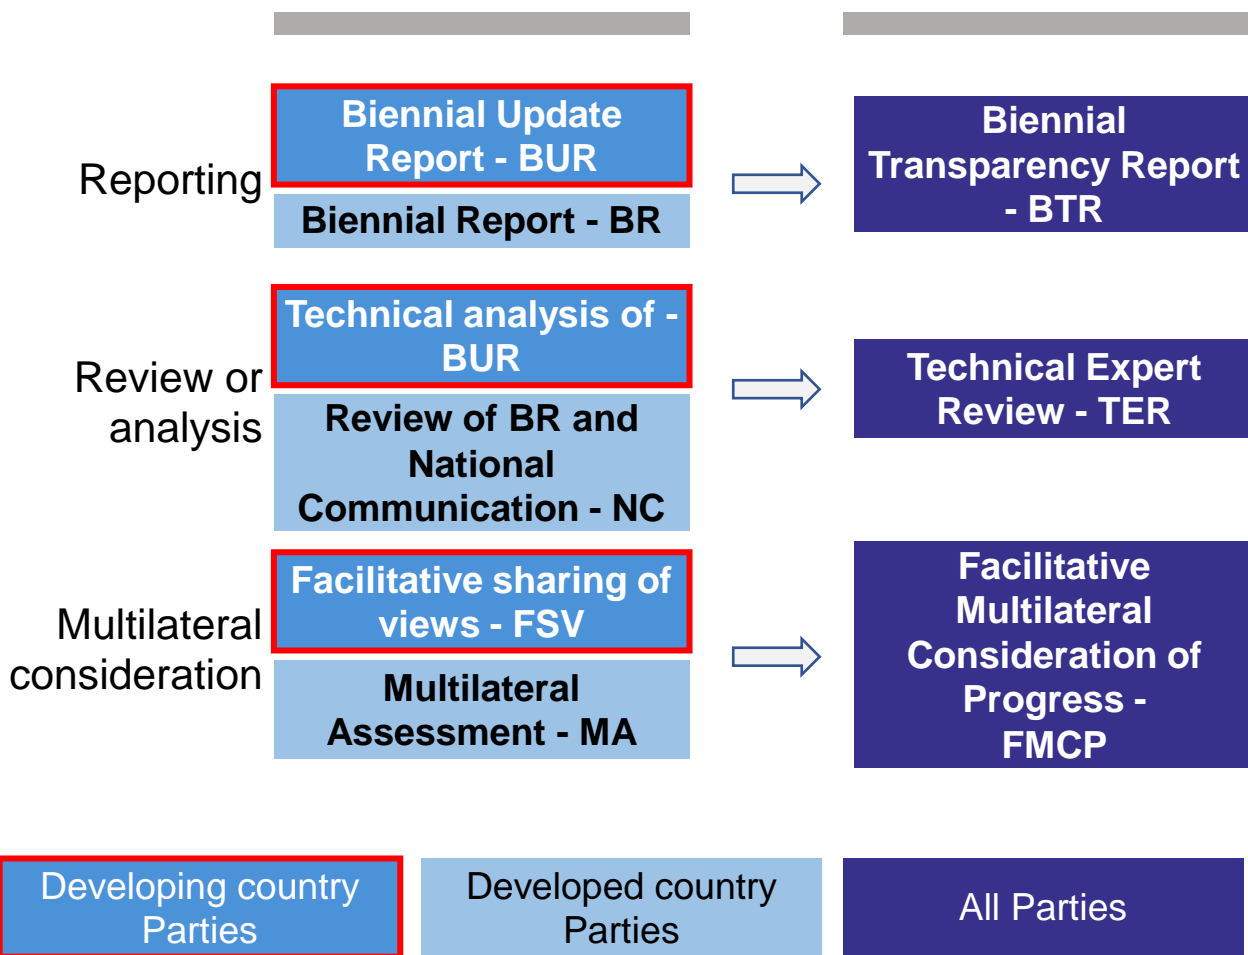 Reporting
Biennial Update
Report - BUR
Biennial Report - BR
Biennial
Transparency Report
- BTR
Review or
analysis
Technical analysis of -
BUR
Review of BR and
National
Communication - NC
Technical Expert
Review - TER
Multilateral
consideration
Facilitative sharing of
views - FSV
Multilateral
Assessment - MA
Facilitative
Multilateral
Consideration of
Progress -
FMCP
Developing country
Parties
Developed country
Parties
All Parties